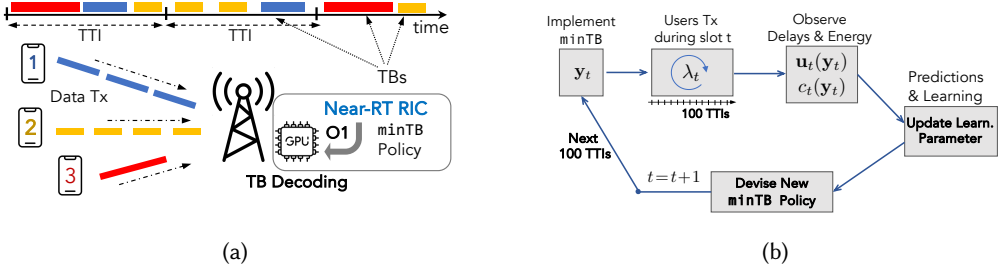 TTI
TTI
time
TBs
1
Data Tx
2
3
Near-RT RIC
GPU
O1
minTB
Policy
TB Decoding
(a)
Implement
minTB
y_t
Users Tx
during slot t
λ_t
100 TTIs
Observe
Delays & Energy
u_t(y_t)
c_t(y_t)
Predictions
& Learning
Update Learn.
Parameter
Devise New
minTB Policy
t=t+1
Next
100 TTIs
(b)